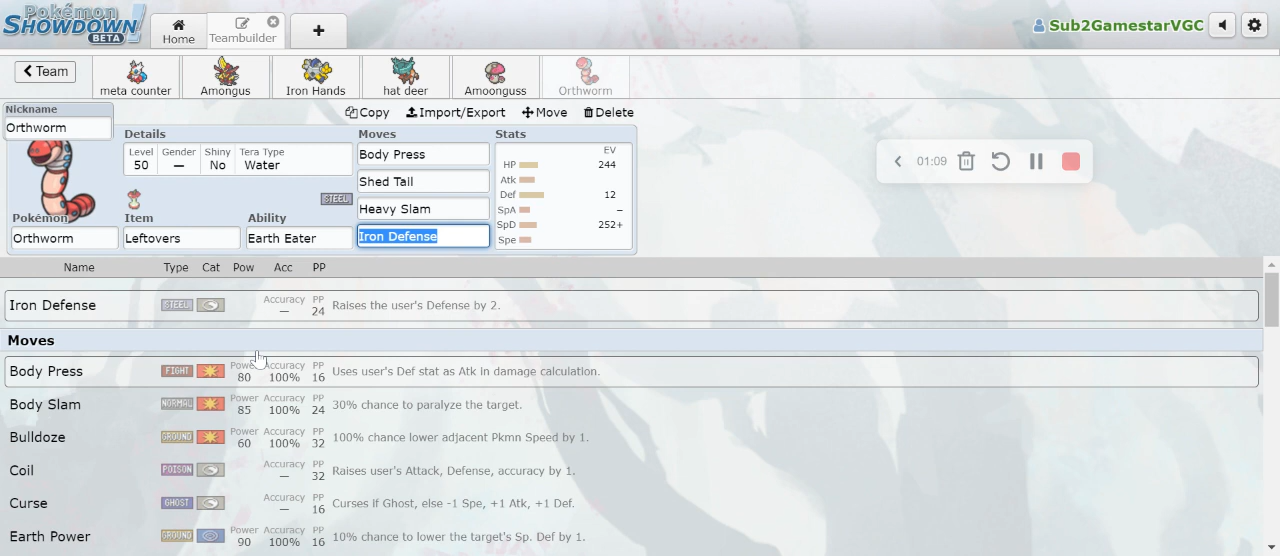 Pokémon
SHOWDOWN!
BETA
Home
Teambuilder
+
Sub2GamestarVGC
Team
meta counter
Amongus
Iron Hands
hat deer
Amoonguss
Orthworm
Nickname
Orthworm
Copy Import/Export Move Delete
Details
Level Gender Shiny Tera Type
50 — No Water
STEEL
Pokémon Item Ability
Orthworm Leftovers Earth Eater
Moves
Body Press
Shed Tail
Heavy Slam
Iron Defense
Stats
EV
HP 244
Atk
Def 12
SpA –
SpD 252+
Spe
01:09
Name Type Cat Pow Acc PP
Iron Defense STEEL Accuracy — PP 24 Raises the user's Defense by 2.
Moves
Body Press FIGHT Power 80 Accuracy 100% PP 16 Uses user's Def stat as Atk in damage calculation.
Body Slam NORMAL Power 85 Accuracy 100% PP 24 30% chance to paralyze the target.
Bulldoze GROUND Power 60 Accuracy 100% PP 32 100% chance lower adjacent Pkmn Speed by 1.
Coil POISON Accuracy — PP 32 Raises user's Attack, Defense, accuracy by 1.
Curse GHOST Accuracy — PP 16 Curses if Ghost, else -1 Spe, +1 Atk, +1 Def.
Earth Power GROUND Power 90 Accuracy 100% PP 16 10% chance to lower the target's Sp. Def by 1.